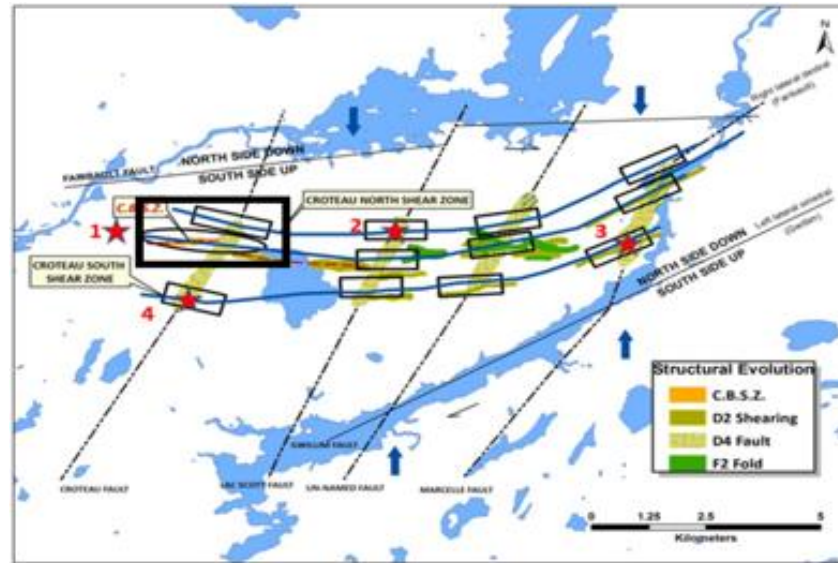 N
Right lateral dextral
(Faribault)
NORTH SIDE DOWN
FARIBAULT FAULT
SOUTH SIDE UP
C.B.S.Z.
CROTEAU NORTH SHEAR ZONE
1
2
3
Left lateral sinistral
(Gwillim)
CROTEAU SOUTH
SHEAR ZONE
4
NORTH SIDE DOWN
SOUTH SIDE UP
Structural Evolution
C.B.S.Z.
D2 Shearing
D4 Fault
F2 Fold
GWILLIM FAULT
CROTEAU FAULT
LAC SCOTT FAULT
UN-NAMED FAULT
MARCELLE FAULT
0 1.25 2.5 5
Kilometers